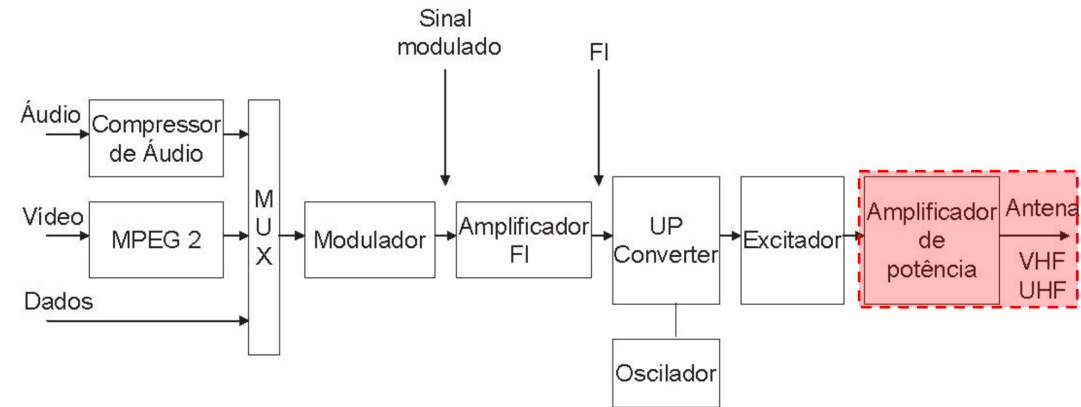 Sinal
modulado
FI
Áudio
Compressor
de Áudio
Vídeo
MPEG 2
Dados
M
U
X
Modulador
Amplificador
FI
UP
Converter
Oscilador
Excitador
Amplificador
de
potência
Antena
VHF
UHF